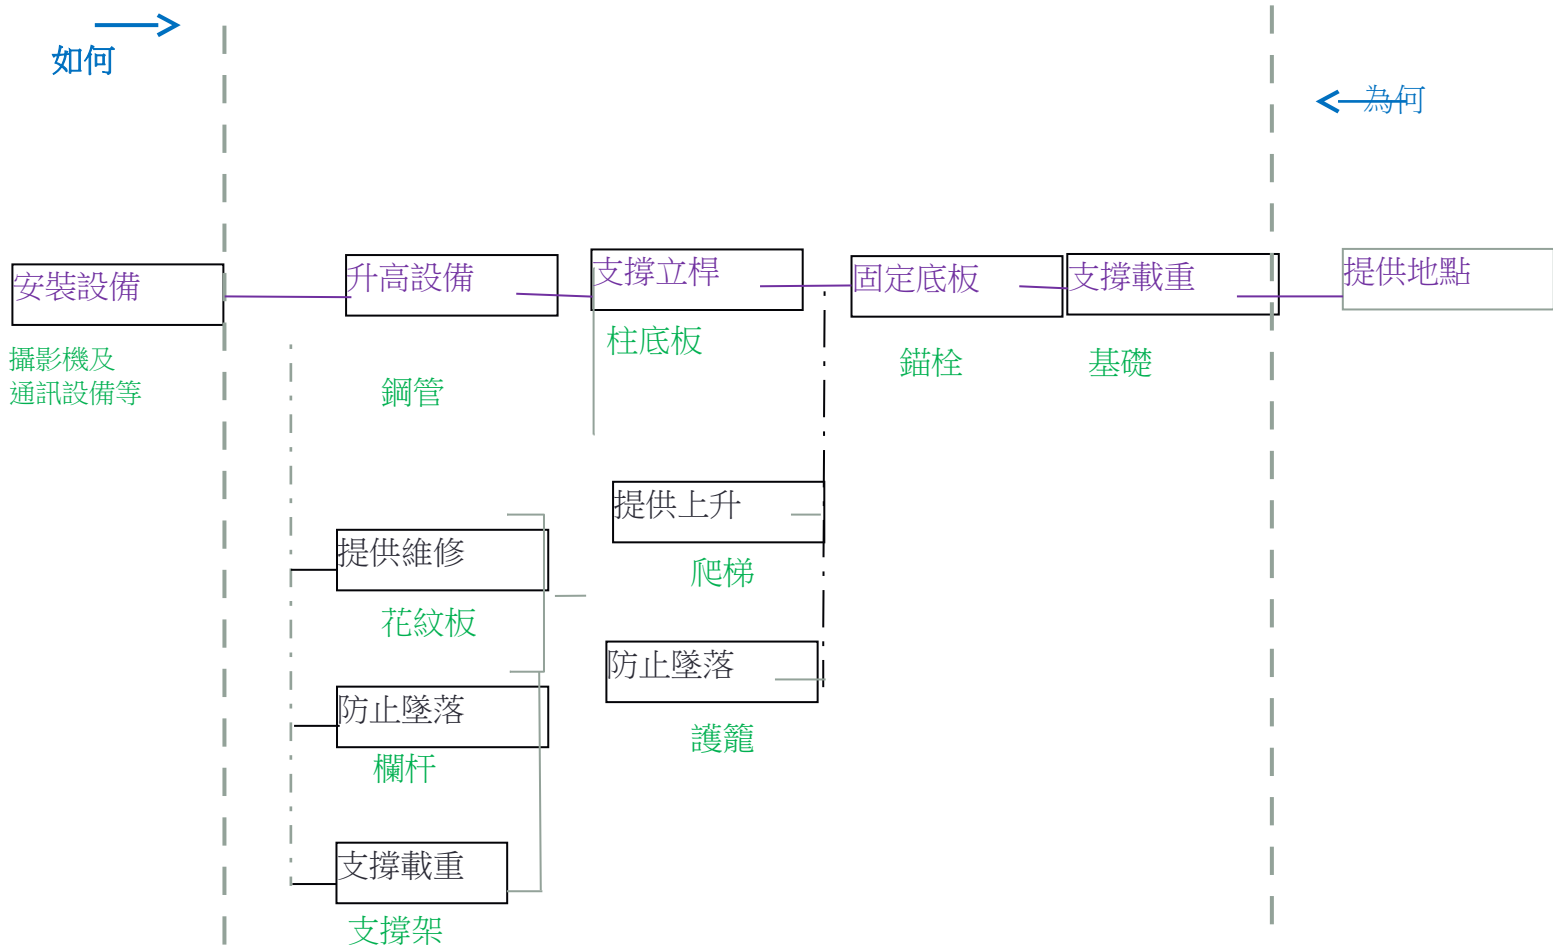 如何
為何
安裝設備
升高設備
支撐立桿
固定底板
支撐載重
提供地點
攝影機及
通訊設備等
鋼管
柱底板
錨栓
基礎
提供上升
爬梯
提供維修
花紋板
防止墜落
護籠
防止墜落
欄杆
支撐載重
支撐架